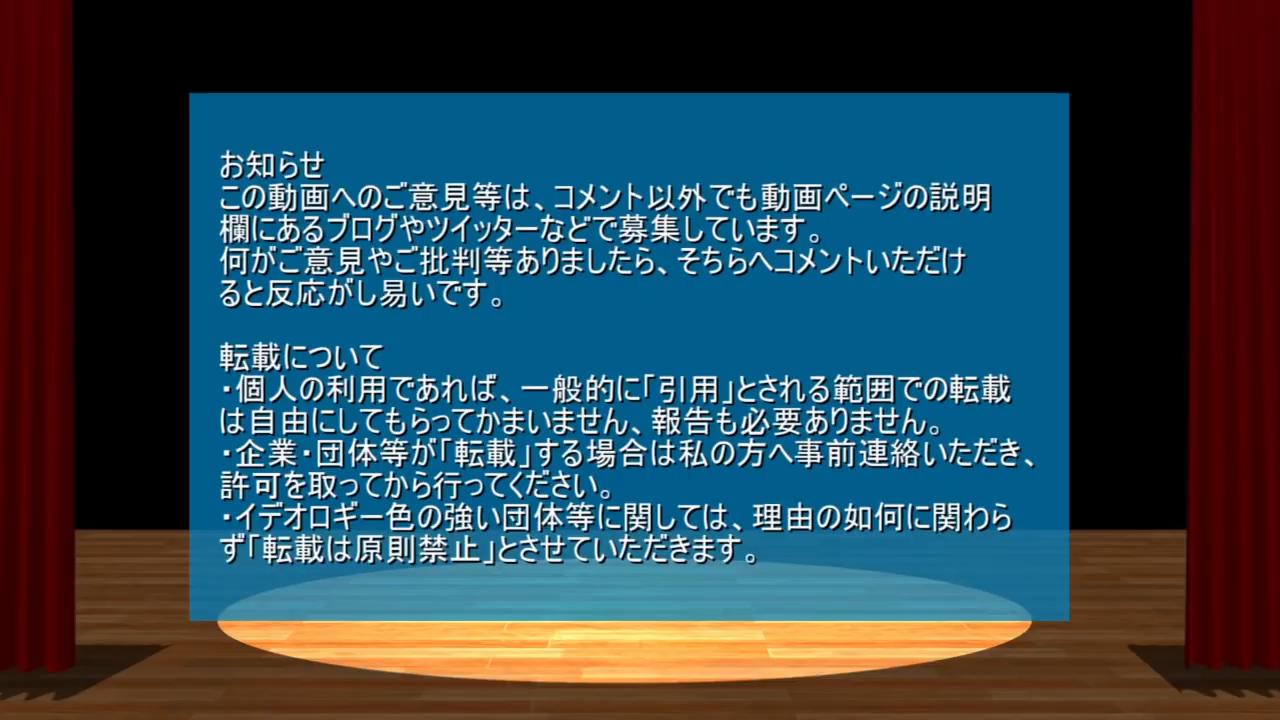 お知らせ
この動画へのご意見等は、コメント以外でも動画ページの説明
欄にあるブログやツイッターなどで募集しています。
何がご意見やご批判等ありましたら、そちらへコメントいただけ
ると反応がし易いです。
転載について
・個人の利用であれば、一般的に「引用」とされる範囲での転載
は自由にしてもらってかまいません、報告も必要ありません。
・企業・団体等が「転載」する場合は私の方へ事前連絡いただき、
許可を取ってから行ってください。
・イデオロギー色の強い団体等に関しては、理由の如何に関わら
ず「転載は原則禁止」とさせていただきます。